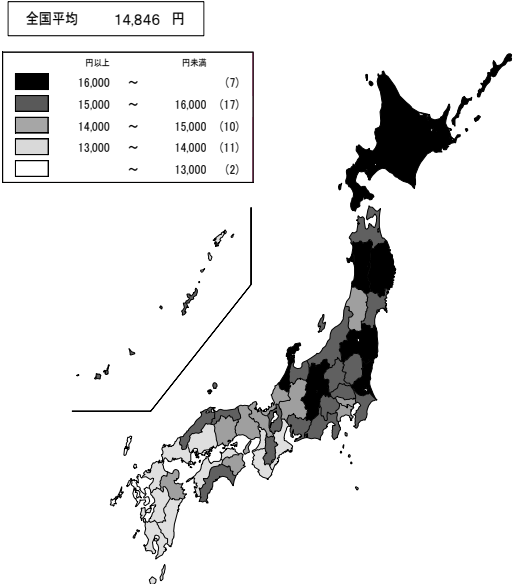 全国平均 14,846 円
円以上 円未満
16,000 ～ (7)
15,000 ～ 16,000 (17)
14,000 ～ 15,000 (10)
13,000 ～ 14,000 (11)
～ 13,000 (2)